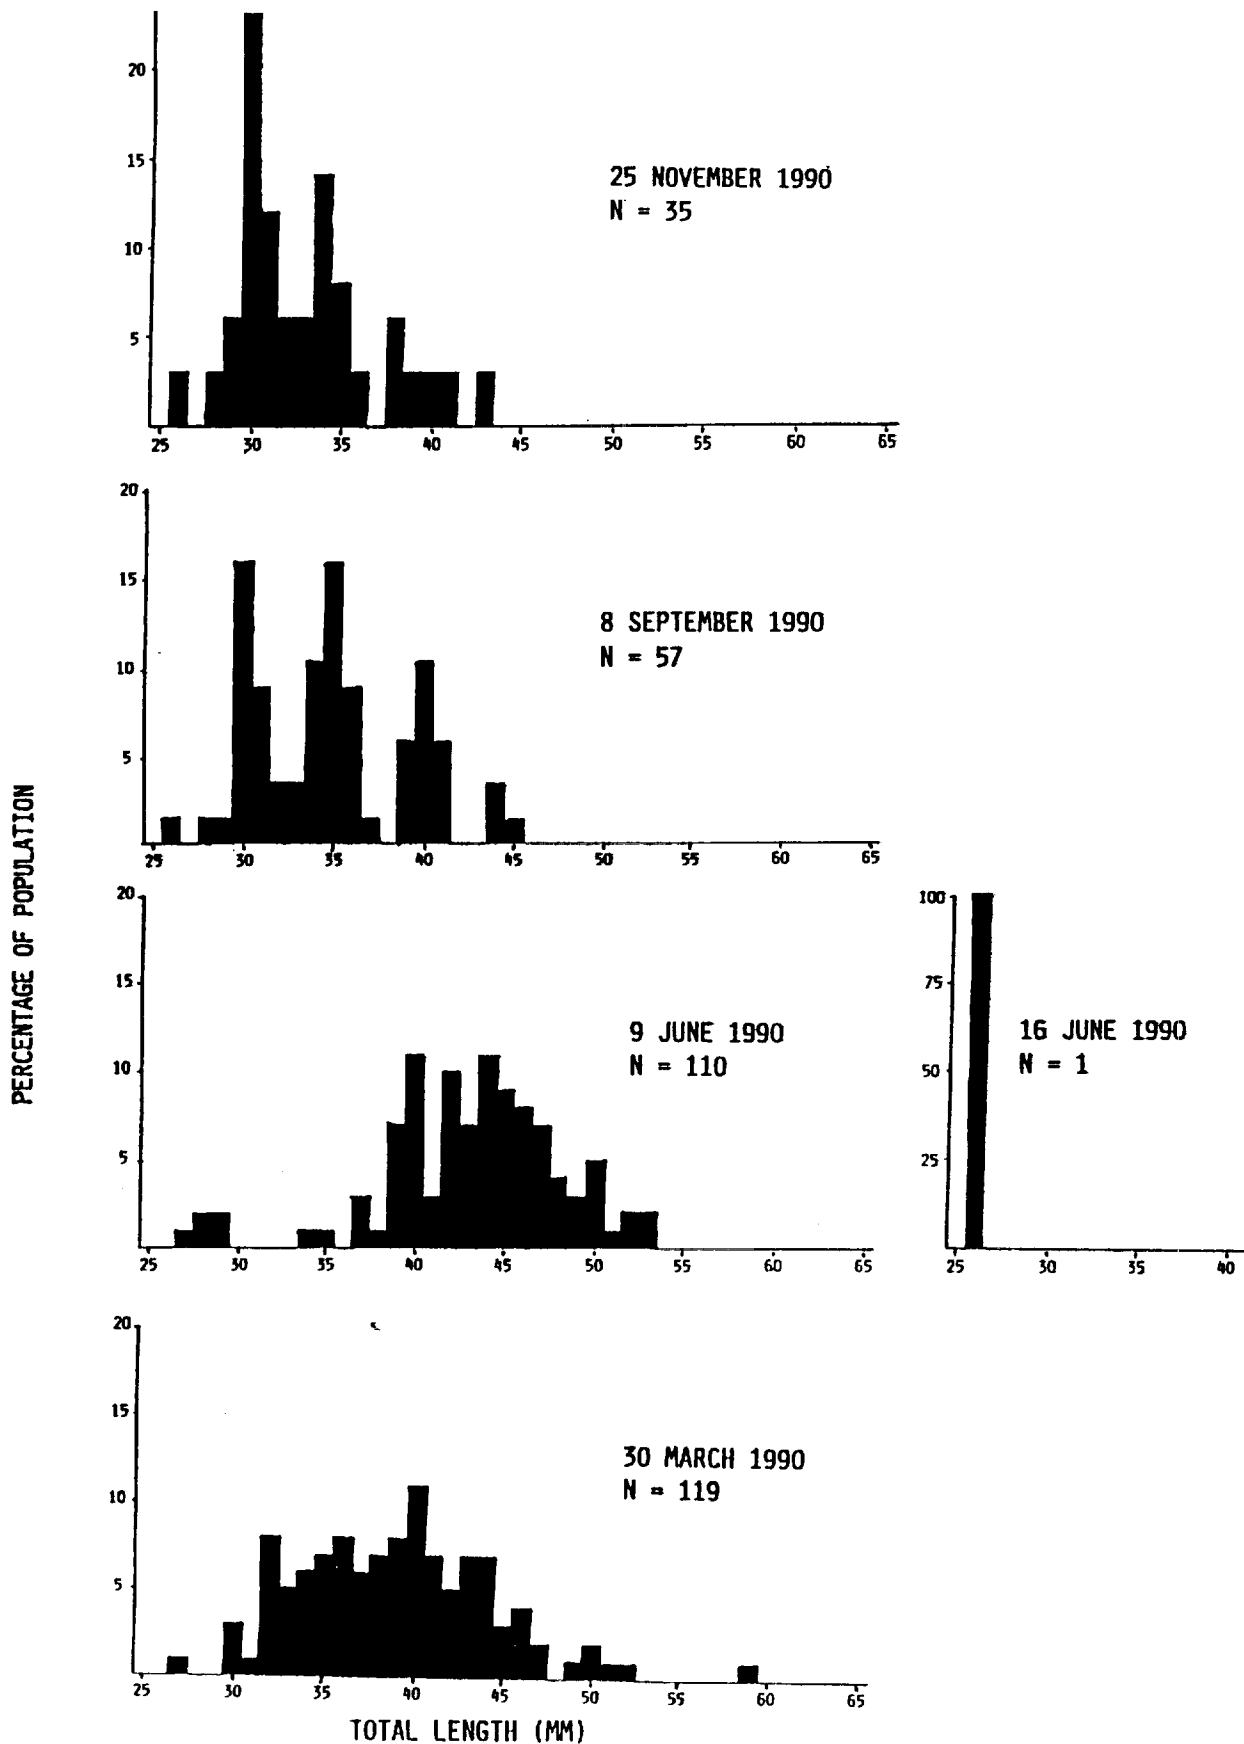 PERCENTAGE OF POPULATION
20
15
10
5
25 30 35 40 45 50 55 60 65
25 NOVEMBER 1990
N = 35
20
15
10
5
25 30 35 40 45 50 55 60 65
8 SEPTEMBER 1990
N = 57
20
15
10
5
25 30 35 40 45 50 55 60 65
9 JUNE 1990
N = 110
100
75
50
25
25 30 35 40
16 JUNE 1990
N = 1
20
15
10
5
25 30 35 40 45 50 55 60 65
30 MARCH 1990
N = 119
TOTAL LENGTH (MM)